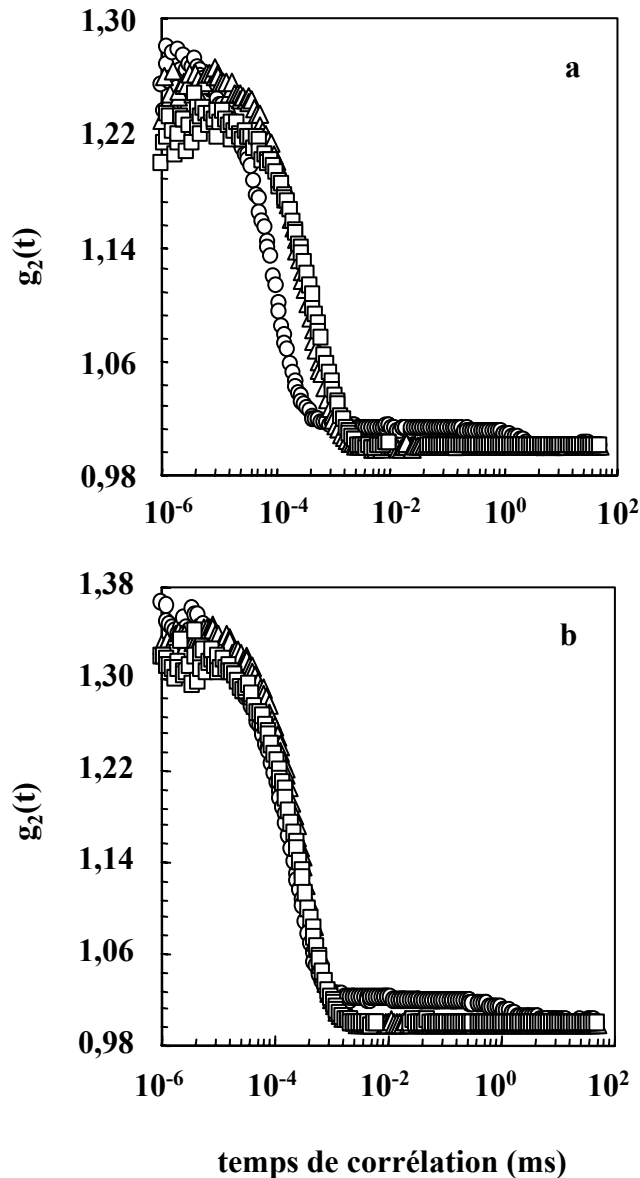 1,30
a
1,22
1,14
g₂(t)
1,06
0,98
10⁻⁶ 10⁻⁴ 10⁻² 10⁰ 10²
1,38
b
1,30
1,22
g₂(t)
1,14
1,06
0,98
10⁻⁶ 10⁻⁴ 10⁻² 10⁰ 10²
temps de corrélation (ms)